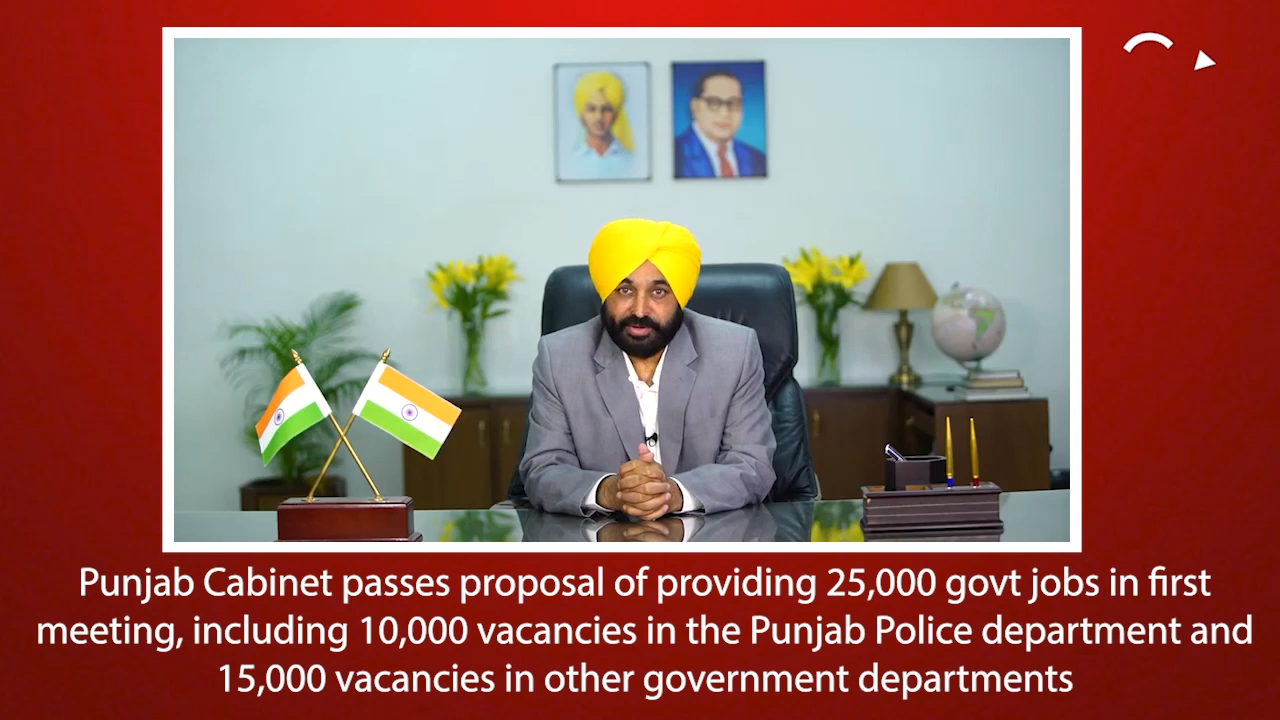 Punjab Cabinet passes proposal of providing 25,000 govt jobs in first
meeting, including 10,000 vacancies in the Punjab Police department and
15,000 vacancies in other government departments